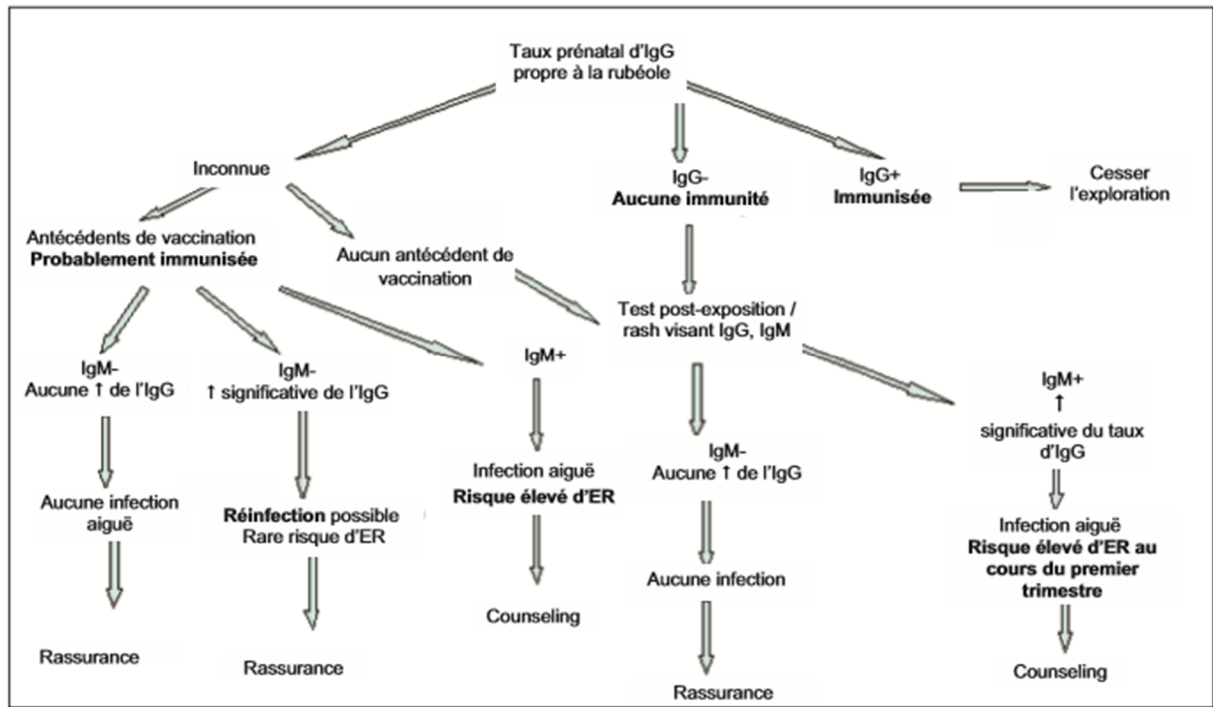 Taux prénatal d'IgG
propre à la rubéole
Inconnue
IgG-
Aucune immunité
IgG+
Immunisée
Cesser
l'exploration
Antécédents de vaccination
Probablement immunisée
Aucun antécédent de
vaccination
Test post-exposition /
rash visant IgG, IgM
IgM-
Aucune ↑ de l'IgG
IgM-
↑ significative de l'IgG
IgM+
IgM-
Aucune ↑ de l'IgG
IgM+
↑
significative du taux
d'IgG
Aucune infection
aiguë
Réinfection possible
Rare risque d'ER
Infection aiguë
Risque élevé d'ER
Aucune infection
Infection aiguë
Risque élevé d'ER au
cours du premier
trimestre
Rassurance
Rassurance
Counseling
Rassurance
Counseling